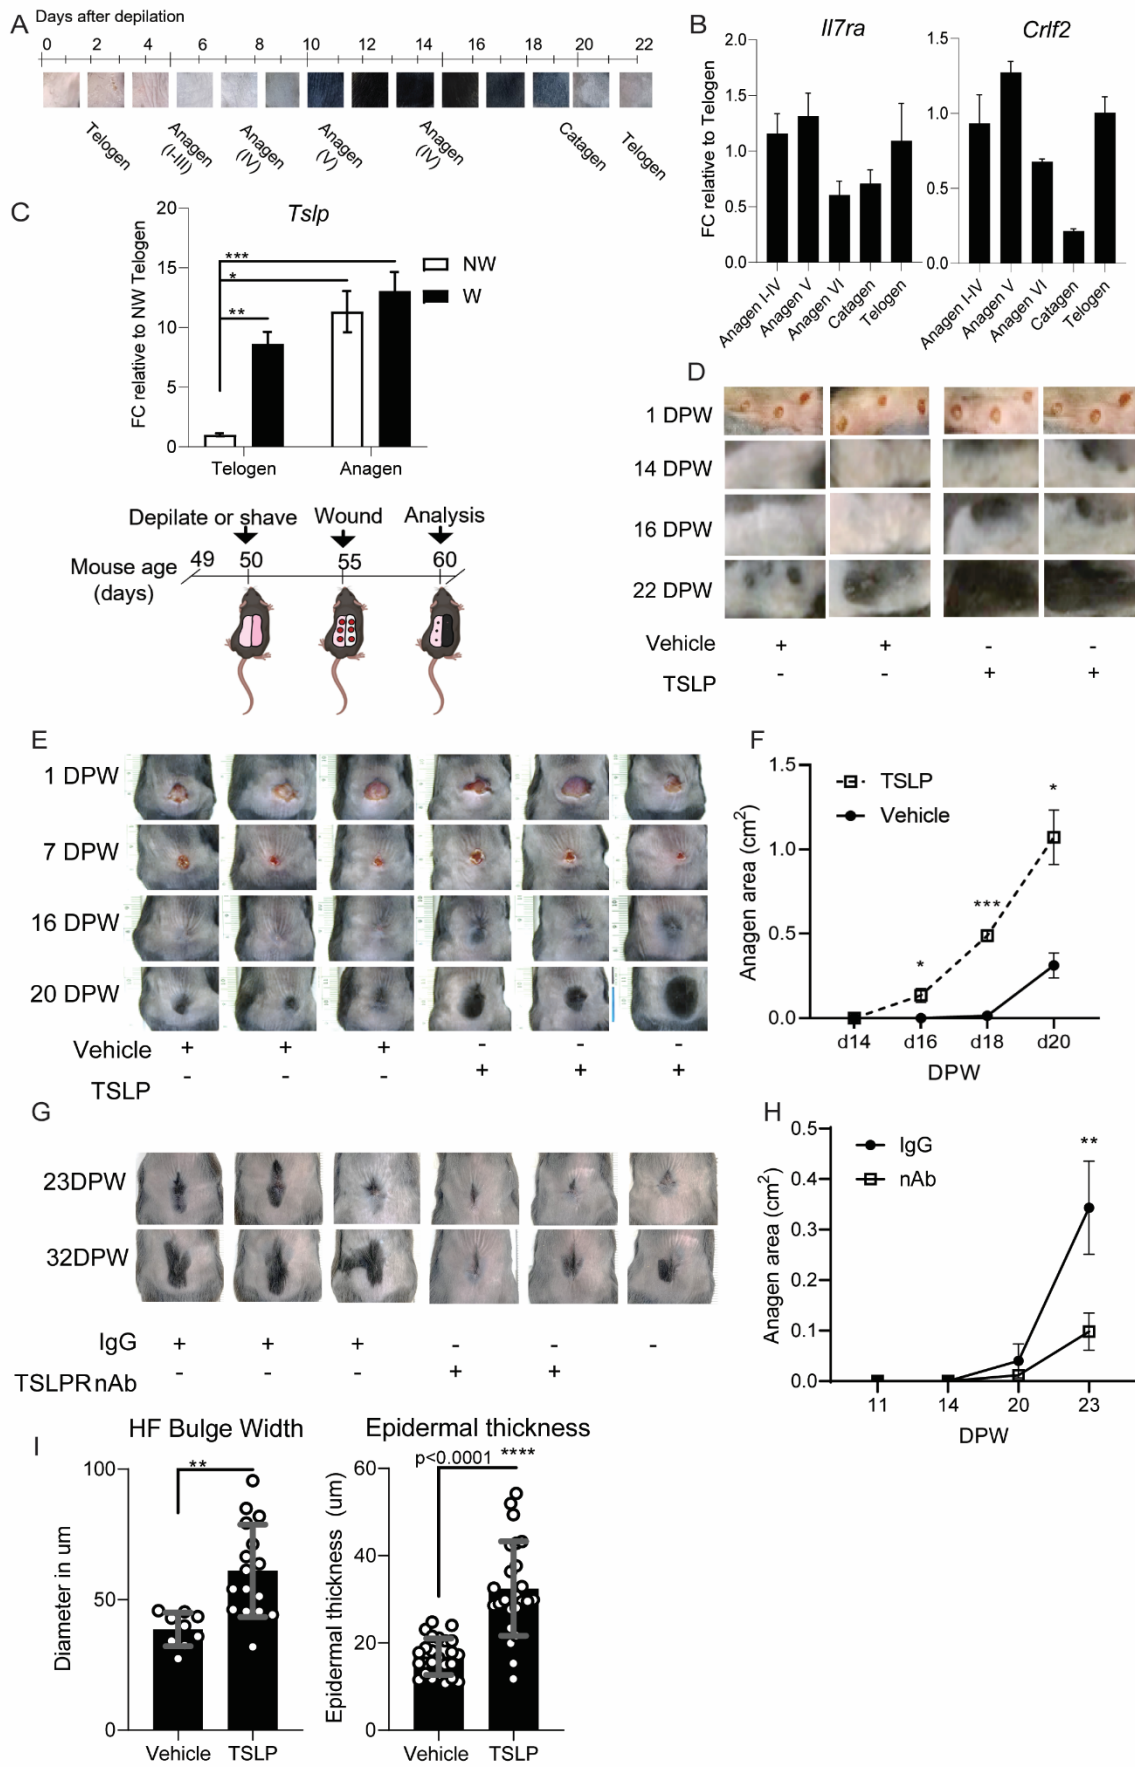 A
Days after depilation
0 2 4 6 8 10 12 14 16 18 20 22
Telogen
Anagen
(I-III)
Anagen
(IV)
Anagen
(V)
Anagen
(IV)
Catagen
Telogen
B
Il7ra
Crlf2
FC relative to Telogen
2.0
1.5
1.0
0.5
0.0
1.5
1.0
0.5
0.0
Anagen I-IV
Anagen V
Anagen VI
Catagen
Telogen
Anagen I-IV
Anagen V
Anagen VI
Catagen
Telogen
C
Tslp
FC relative to NW Telogen
20
15
10
5
0
***
*
**
NW
W
Telogen
Anagen
Depilate or shave
Wound
Analysis
Mouse age
(days)
49 50 55 60
D
1 DPW
14 DPW
16 DPW
22 DPW
Vehicle + + - -
TSLP - - + +
E
1 DPW
7 DPW
16 DPW
20 DPW
Vehicle + + + - - -
TSLP - - - + + +
F
Anagen area (cm2)
1.5
1.0
0.5
0.0
TSLP
Vehicle
*
***
*
d14 d16 d18 d20
DPW
G
23DPW
32DPW
IgG + + + - - -
TSLPRnAb - - - + +
H
Anagen area (cm2)
0.5
0.4
0.3
0.2
0.1
0.0
IgG
nAb
**
11 14 20 23
DPW
I
HF Bulge Width
Diameter in um
100
50
0
**
Vehicle TSLP
Epidermal thickness
p<0.0001 ****
Epidermal thickness (um)
60
40
20
0
Vehicle TSLP